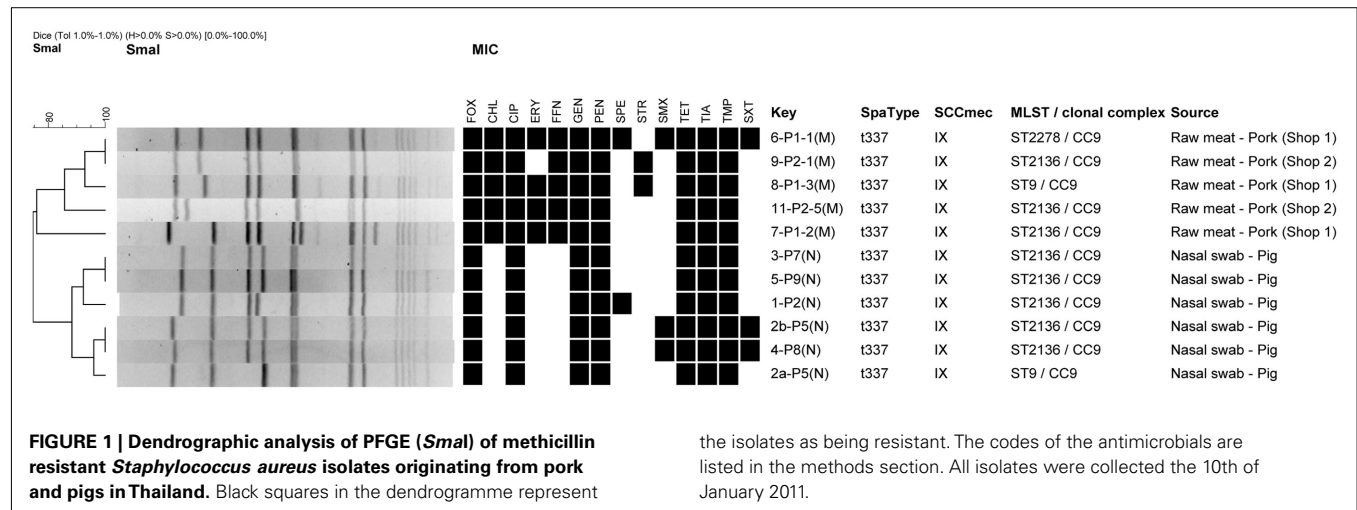 Dice (Tol 1.0%-1.0%) (H>0.0% S>0.0%) [0.0%-100.0%]
SmaI SmaI MIC
80 100 FOX CHL CIP ERY FFN GEN PEN SPE STR SMX TET TIA TMP SXT Key SpaType SCCmec MLST / clonal complex Source
6-P1-1(M) t337 IX ST2278 / CC9 Raw meat - Pork (Shop 1)
9-P2-1(M) t337 IX ST2136 / CC9 Raw meat - Pork (Shop 2)
8-P1-3(M) t337 IX ST9 / CC9 Raw meat - Pork (Shop 1)
11-P2-5(M) t337 IX ST2136 / CC9 Raw meat - Pork (Shop 2)
7-P1-2(M) t337 IX ST2136 / CC9 Raw meat - Pork (Shop 1)
3-P7(N) t337 IX ST2136 / CC9 Nasal swab - Pig
5-P9(N) t337 IX ST2136 / CC9 Nasal swab - Pig
1-P2(N) t337 IX ST2136 / CC9 Nasal swab - Pig
2b-P5(N) t337 IX ST2136 / CC9 Nasal swab - Pig
4-P8(N) t337 IX ST2136 / CC9 Nasal swab - Pig
2a-P5(N) t337 IX ST9 / CC9 Nasal swab - Pig
FIGURE 1 | Dendrographic analysis of PFGE (SmaI) of methicillin
resistant Staphylococcus aureus isolates originating from pork
and pigs in Thailand. Black squares in the dendrogramme represent
the isolates as being resistant. The codes of the antimicrobials are
listed in the methods section. All isolates were collected the 10th of
January 2011.